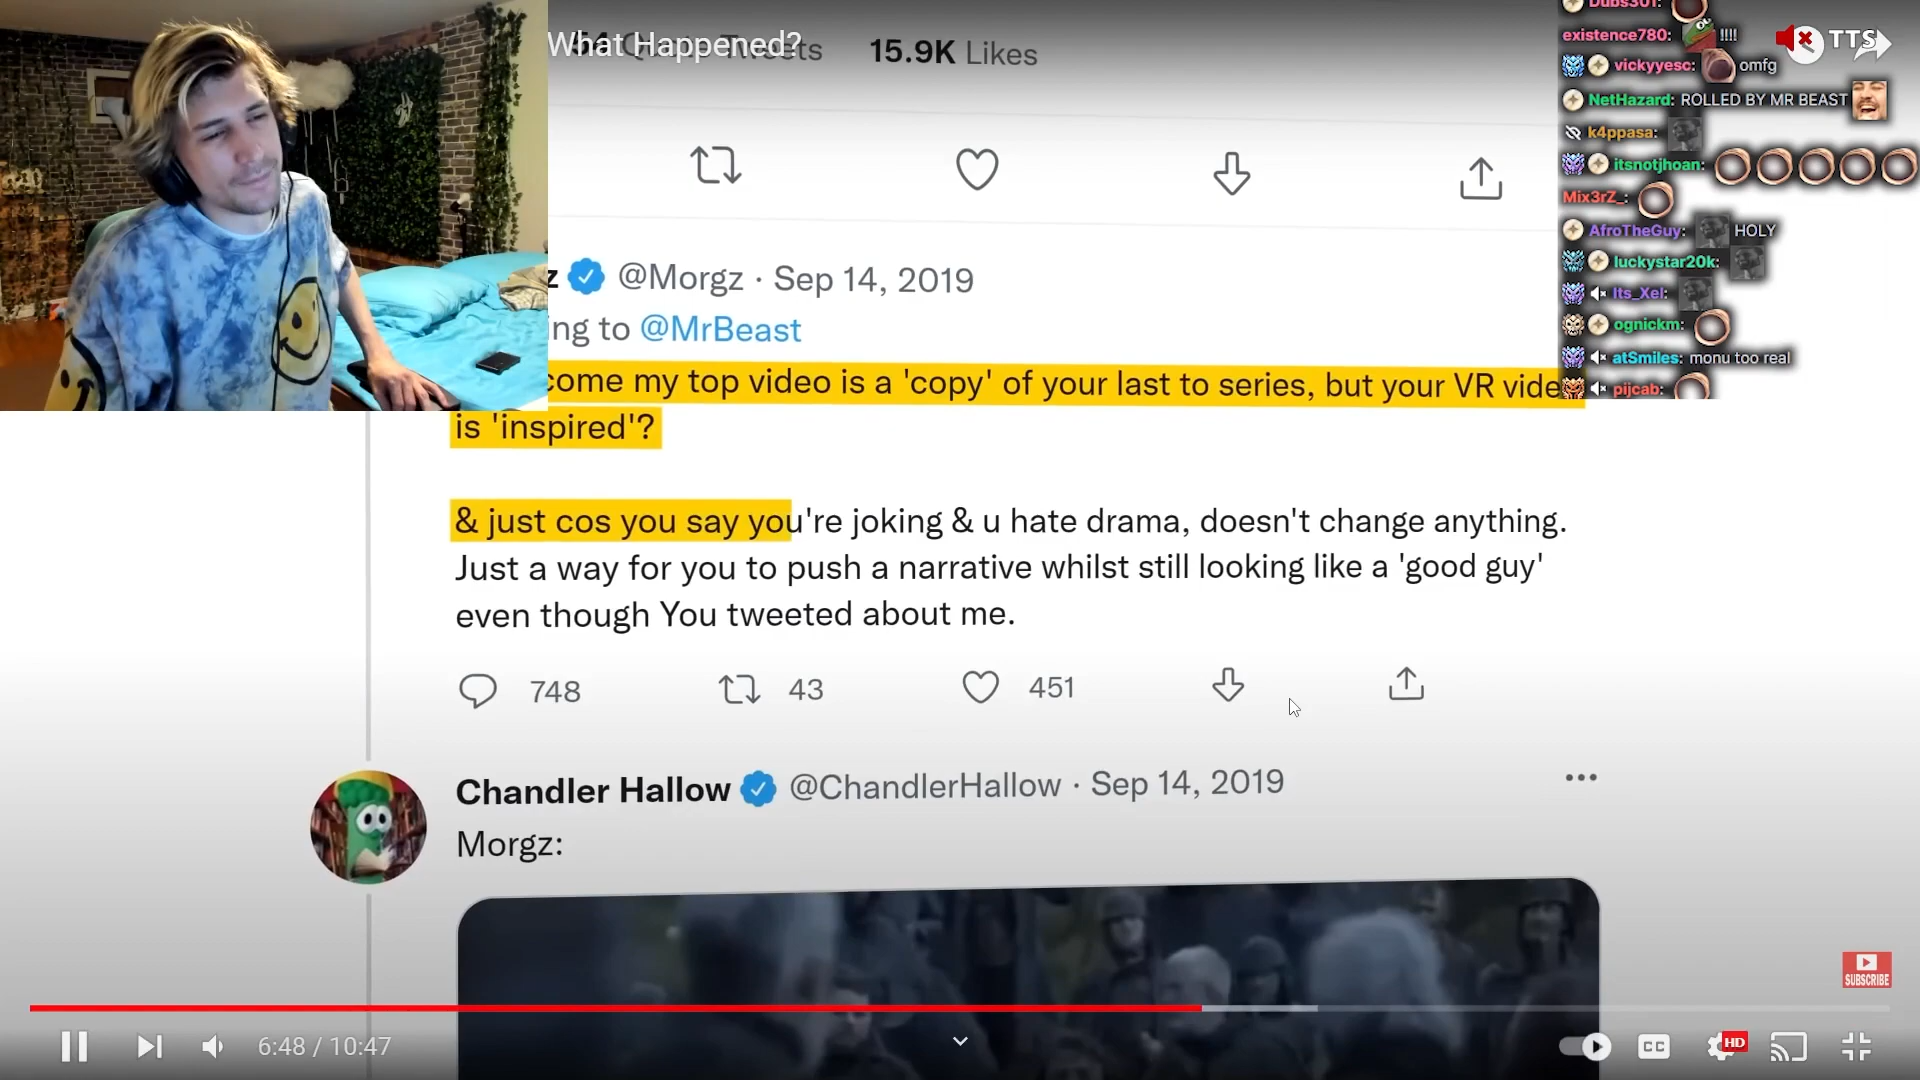 What Happened?
15.9K Likes
@Morgz · Sep 14, 2019
ing to @MrBeast
come my top video is a 'copy' of your last to series, but your VR vide
is 'inspired'?
& just cos you say you're joking & u hate drama, doesn't change anything.
Just a way for you to push a narrative whilst still looking like a 'good guy'
even though You tweeted about me.
748 43 451
Chandler Hallow @ChandlerHallow · Sep 14, 2019
Morgz:
6:48 / 10:47
CC
HD
SUBSCRIBE
TTS
Dubs301:
existence780: !!!!
vickyyesc: omfg
NetHazard: ROLLED BY MR BEAST
k4ppasa:
itsnotjhoan:
Mix3rZ_:
AfroTheGuy: HOLY
luckystar20k:
Its_Xel:
ognickm:
atSmiles: monu too real
pijcab: